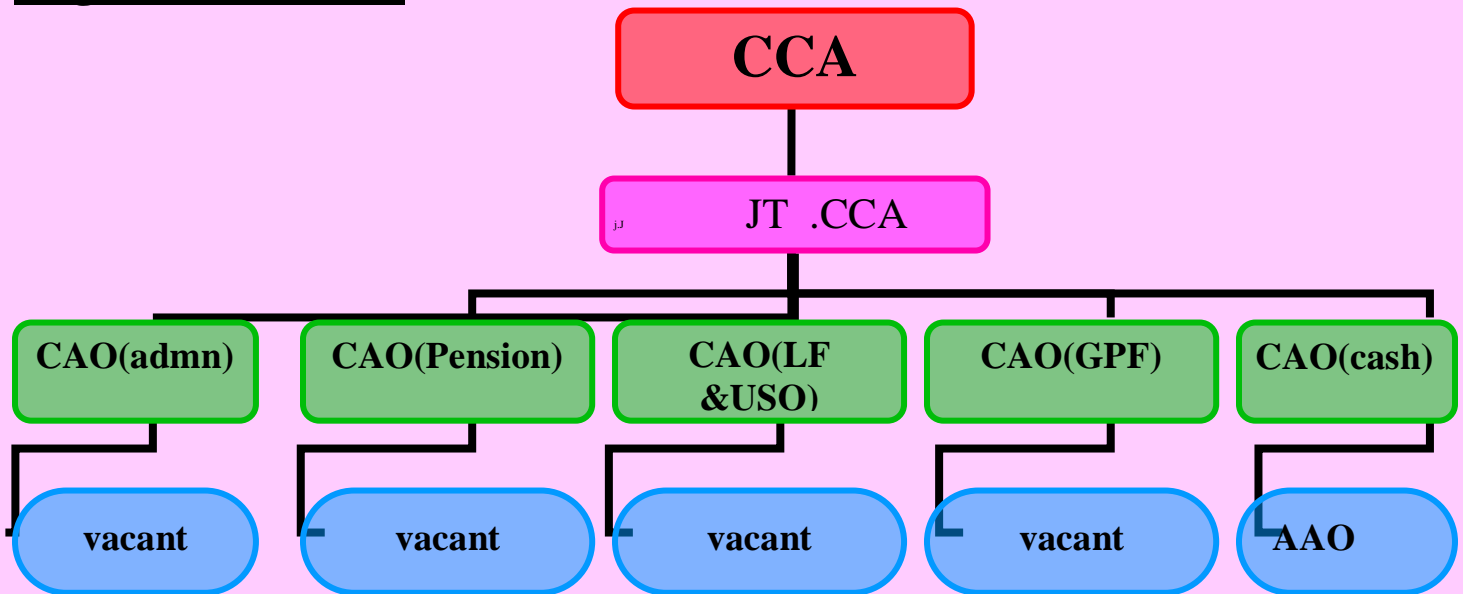 CCA
jJ JT .CCA
CAO(admn)
CAO(Pension)
CAO(LF
&USO)
CAO(GPF)
CAO(cash)
vacant
vacant
vacant
vacant
AAO